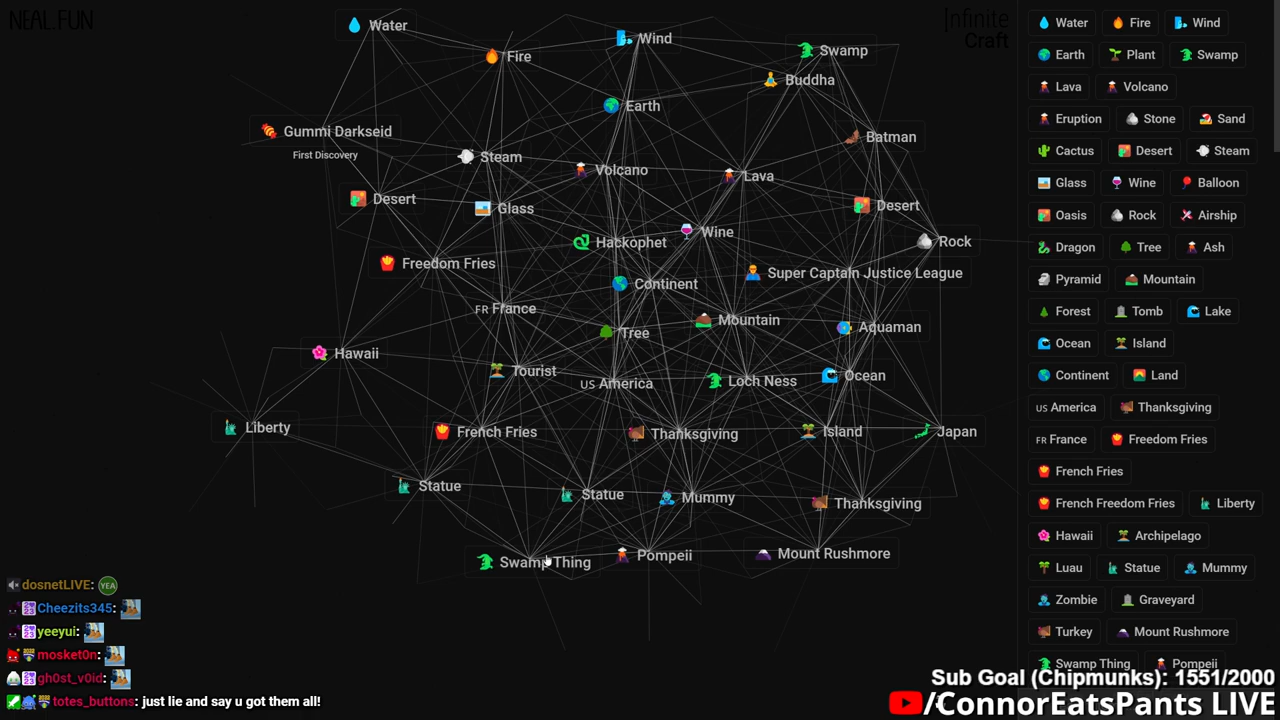 NEAL.FUN
Infinite
Craft
Water
Fire
Wind
Swamp
Buddha
Earth
Gummi Darkseid
First Discovery
Batman
Steam
Volcano
Lava
Desert
Glass
Desert
Hackophet
Wine
Rock
Freedom Fries
Super Captain Justice League
Continent
FR France
Tree
Mountain
Aquaman
Hawaii
Tourist
US America
Loch Ness
Ocean
Liberty
French Fries
Thanksgiving
Island
Japan
Statue
Statue
Mummy
Thanksgiving
Swamp Thing
Pompeii
Mount Rushmore
Water Fire Wind
Earth Plant Swamp
Lava Volcano
Eruption Stone Sand
Cactus Desert Steam
Glass Wine Balloon
Oasis Rock Airship
Dragon Tree Ash
Pyramid Mountain
Forest Tomb Lake
Ocean Island
Continent Land
US America Thanksgiving
FR France Freedom Fries
French Fries
French Freedom Fries Liberty
Hawaii Archipelago
Luau Statue Mummy
Zombie Graveyard
Turkey Mount Rushmore
Swamp Thing Pompeii
dosnetLIVE: YEA
Cheezits345:
yeeyui:
mosket0n:
gh0st_v0id:
totes_buttons: just lie and say u got them all!
Sub Goal (Chipmunks): 1551/2000
/ConnorEatsPants LIVE